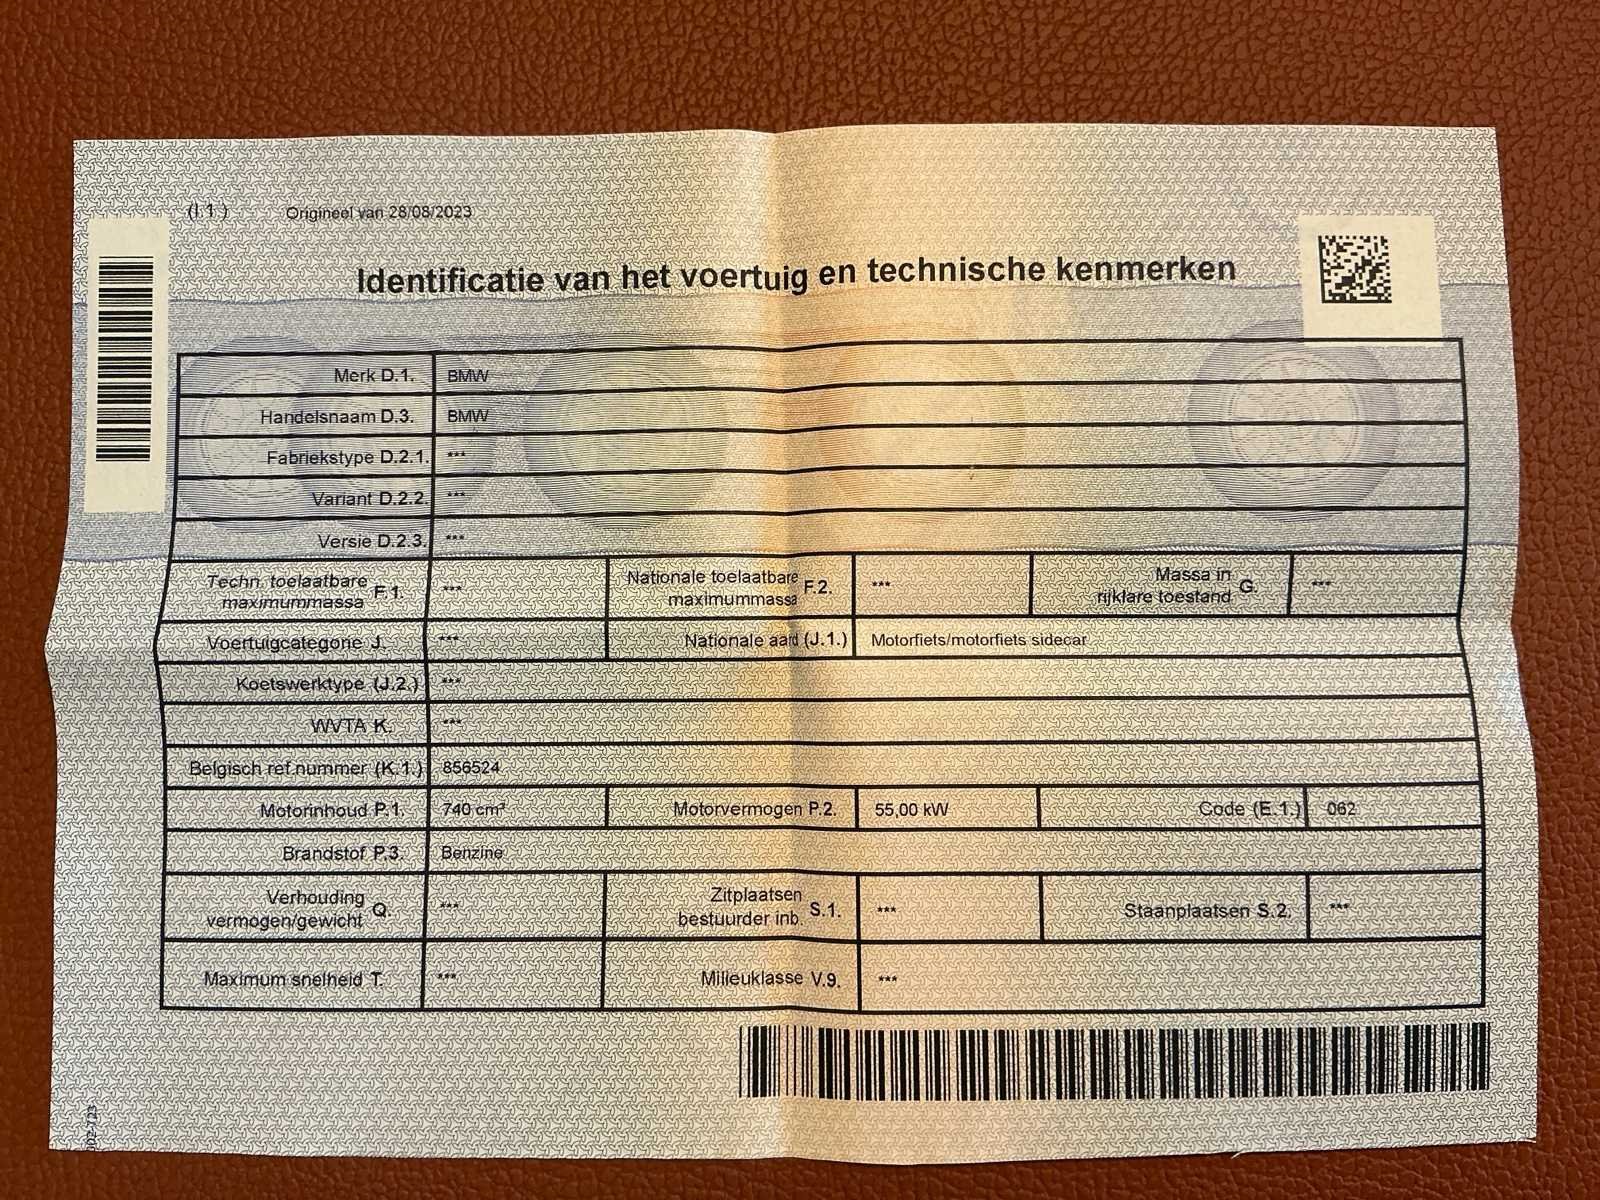 (I.1.) Origineel van 28/08/2023
Identificatie van het voertuig en technische kenmerken
Merk D.1. BMW
Handelsnaam D.3. BMW
Fabriekstype D.2.1. ***
Variant D.2.2. ***
Versie D.2.3. ***
Techn. toelaatbare maximummassa F.1. *** Nationale toelaatbare maximummassa F.2. *** Massa in rijklare toestand G. ***
Voertuigcategorie J. *** Nationale aard (J.1.) Motorfiets/motorfiets sidecar
Koetswerktype (J.2.) ***
WVTA K. ***
Belgisch ref.nummer (K.1.) 856524
Motorinhoud P.1. 740 cm³ Motorvermogen P.2. 55,00 kW Code (E.1.) 062
Brandstof P.3. Benzine
Verhouding vermogen/gewicht Q. *** Zitplaatsen bestuurder inb. S.1. *** Staanplaatsen S.2. ***
Maximum snelheid T. *** Milieuklasse V.9. ***